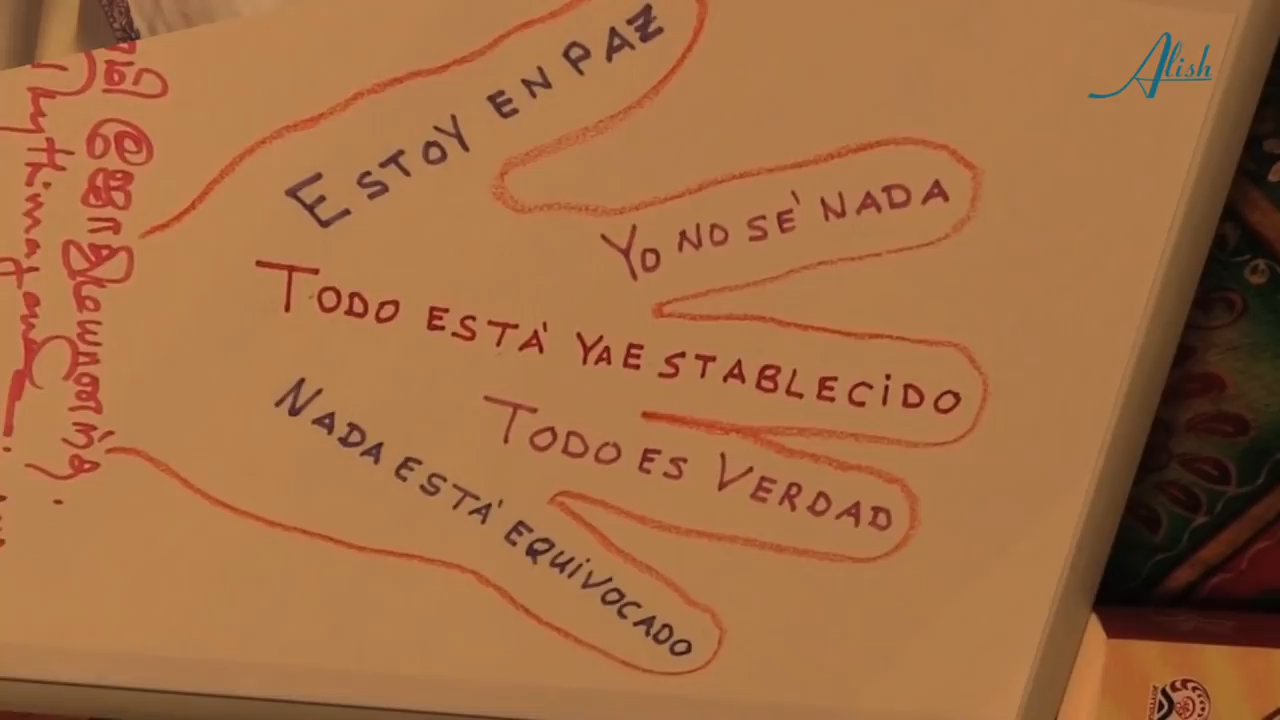 Alish
ESTOY EN PAZ
YO NO SÉ NADA
TODO ESTÁ YA ESTABLECIDO
TODO ES VERDAD
NADA ESTÁ EQUIVOCADO